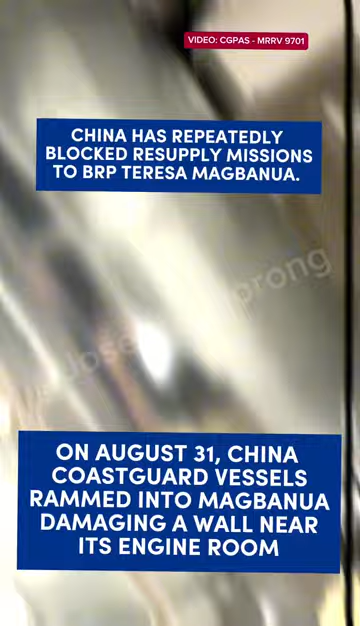 VIDEO: CGPAS - MRRV 9701
CHINA HAS REPEATEDLY
BLOCKED RESUPPLY MISSIONS
TO BRP TERESA MAGBANUA.
ON AUGUST 31, CHINA
COASTGUARD VESSELS
RAMMED INTO MAGBANUA
DAMAGING A WALL NEAR
ITS ENGINE ROOM